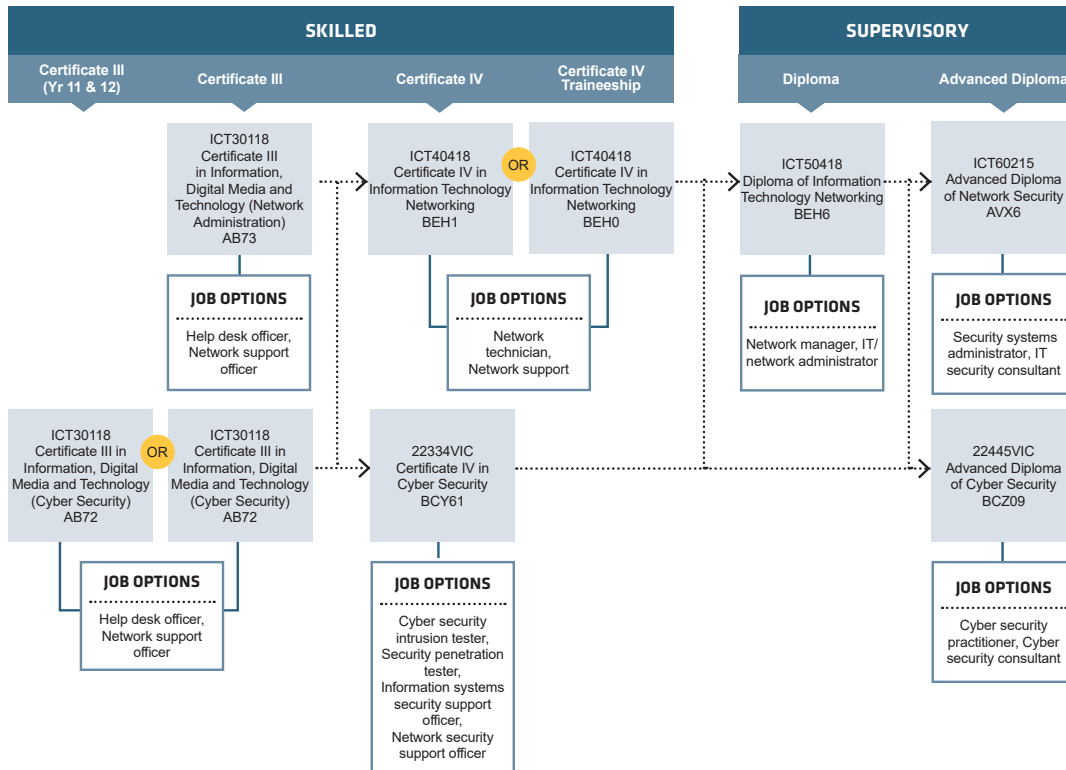 SKILLED
SUPERVISORY
Certificate III
(Yr 11 & 12)
Certificate III
Certificate IV
Certificate IV
Traineeship
Diploma
Advanced Diploma
ICT30118
Certificate III
in Information,
Digital Media and
Technology (Network
Administration)
AB73
ICT40418
Certificate IV in
Information Technology
Networking
BEH1
OR
ICT40418
Certificate IV in
Information Technology
Networking
BEH0
ICT50418
Diploma of Information
Technology Networking
BEH6
ICT60215
Advanced Diploma
of Network Security
AVX6
JOB OPTIONS
Help desk officer,
Network support
officer
JOB OPTIONS
Network
technician,
Network support
JOB OPTIONS
Network manager, IT/
network administrator
JOB OPTIONS
Security systems
administrator, IT
security consultant
ICT30118
Certificate III in
Information, Digital
Media and Technology
(Cyber Security)
AB72
OR
ICT30118
Certificate III in
Information, Digital
Media and Technology
(Cyber Security)
AB72
22334VIC
Certificate IV in
Cyber Security
BCY61
22445VIC
Advanced Diploma
of Cyber Security
BCZ09
JOB OPTIONS
Help desk officer,
Network support
officer
JOB OPTIONS
Cyber security
intrusion tester,
Security penetration
tester,
Information systems
security support
officer,
Network security
support officer
JOB OPTIONS
Cyber security
practitioner, Cyber
security consultant